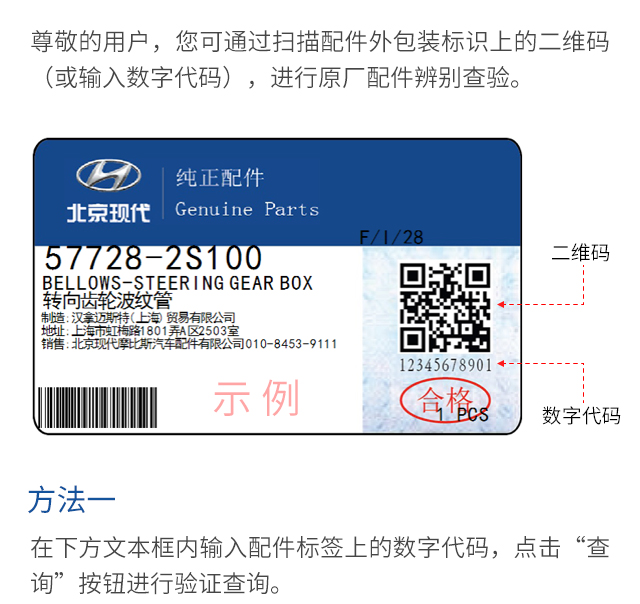 尊敬的用户，您可通过扫描配件外包装标识上的二维码
（或输入数字代码），进行原厂配件辨别查验。
北京现代
纯正配件
Genuine Parts
F/I/28
57728-2S100
BELLOWS-STEERING GEAR BOX
转向齿轮波纹管
制造：汉拿迈斯特（上海）贸易有限公司
地址：上海市虹梅路1801弄A区2503室
销售：北京现代摩比斯汽车配件有限公司010-8453-9111
二维码
12345678901
示例
合格
1 PCS
数字代码
方法一
在下方文本框内输入配件标签上的数字代码，点击“查
询”按钮进行验证查询。